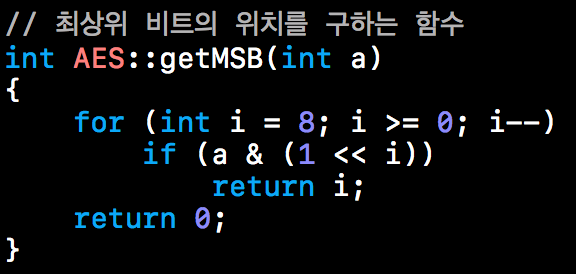 // 최상위 비트의 위치를 구하는 함수
int AES::getMSB(int a)
{
    for (int i = 8; i >= 0; i--)
        if (a & (1 << i))
            return i;
    return 0;
}